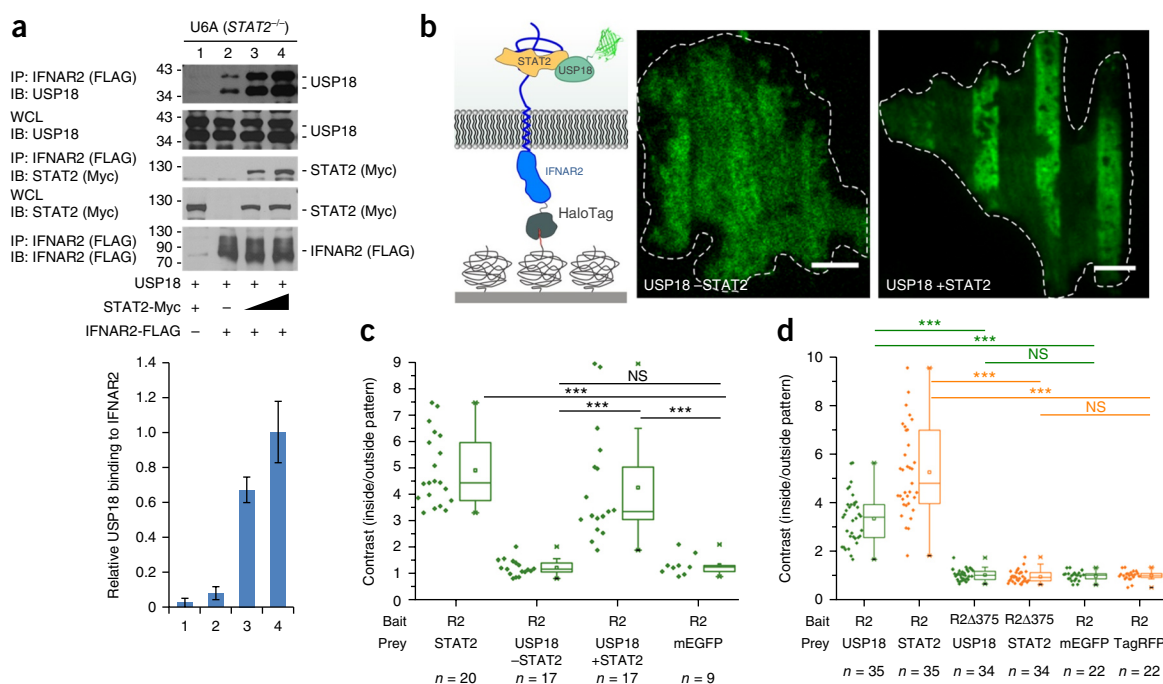 a
U6A (STAT2–/–)
1 2 3 4
IP: IFNAR2 (FLAG)
IB: USP18
43
34
USP18
WCL
IB: USP18
43
34
USP18
IP: IFNAR2 (FLAG)
IB: STAT2 (Myc)
130
STAT2 (Myc)
WCL
IB: STAT2 (Myc)
130
STAT2 (Myc)
IP: IFNAR2 (FLAG)
IB: IFNAR2 (FLAG)
130
90
70
IFNAR2 (FLAG)
USP18 + + + +
STAT2-Myc + –
IFNAR2-FLAG – + + +
Relative USP18 binding to IFNAR2
1.4
1.2
1.0
0.8
0.6
0.4
0.2
0
1 2 3 4
b
STAT2
USP18
IFNAR2
HaloTag
USP18 –STAT2
USP18 +STAT2
c
Contrast (inside/outside pattern)
9
8
7
6
5
4
3
2
1
0
NS
***
*** ***
Bait R2 R2 R2 R2
Prey STAT2 USP18 USP18 mEGFP
–STAT2 +STAT2
n = 20 n = 17 n = 17 n = 9
d
Contrast (inside/outside pattern)
10
8
6
4
2
0
***
***
NS
***
***
NS
Bait R2 R2 R2Δ375 R2Δ375 R2 R2
Prey USP18 STAT2 USP18 STAT2 mEGFP TagRFP
n = 35 n = 35 n = 34 n = 34 n = 22 n = 22